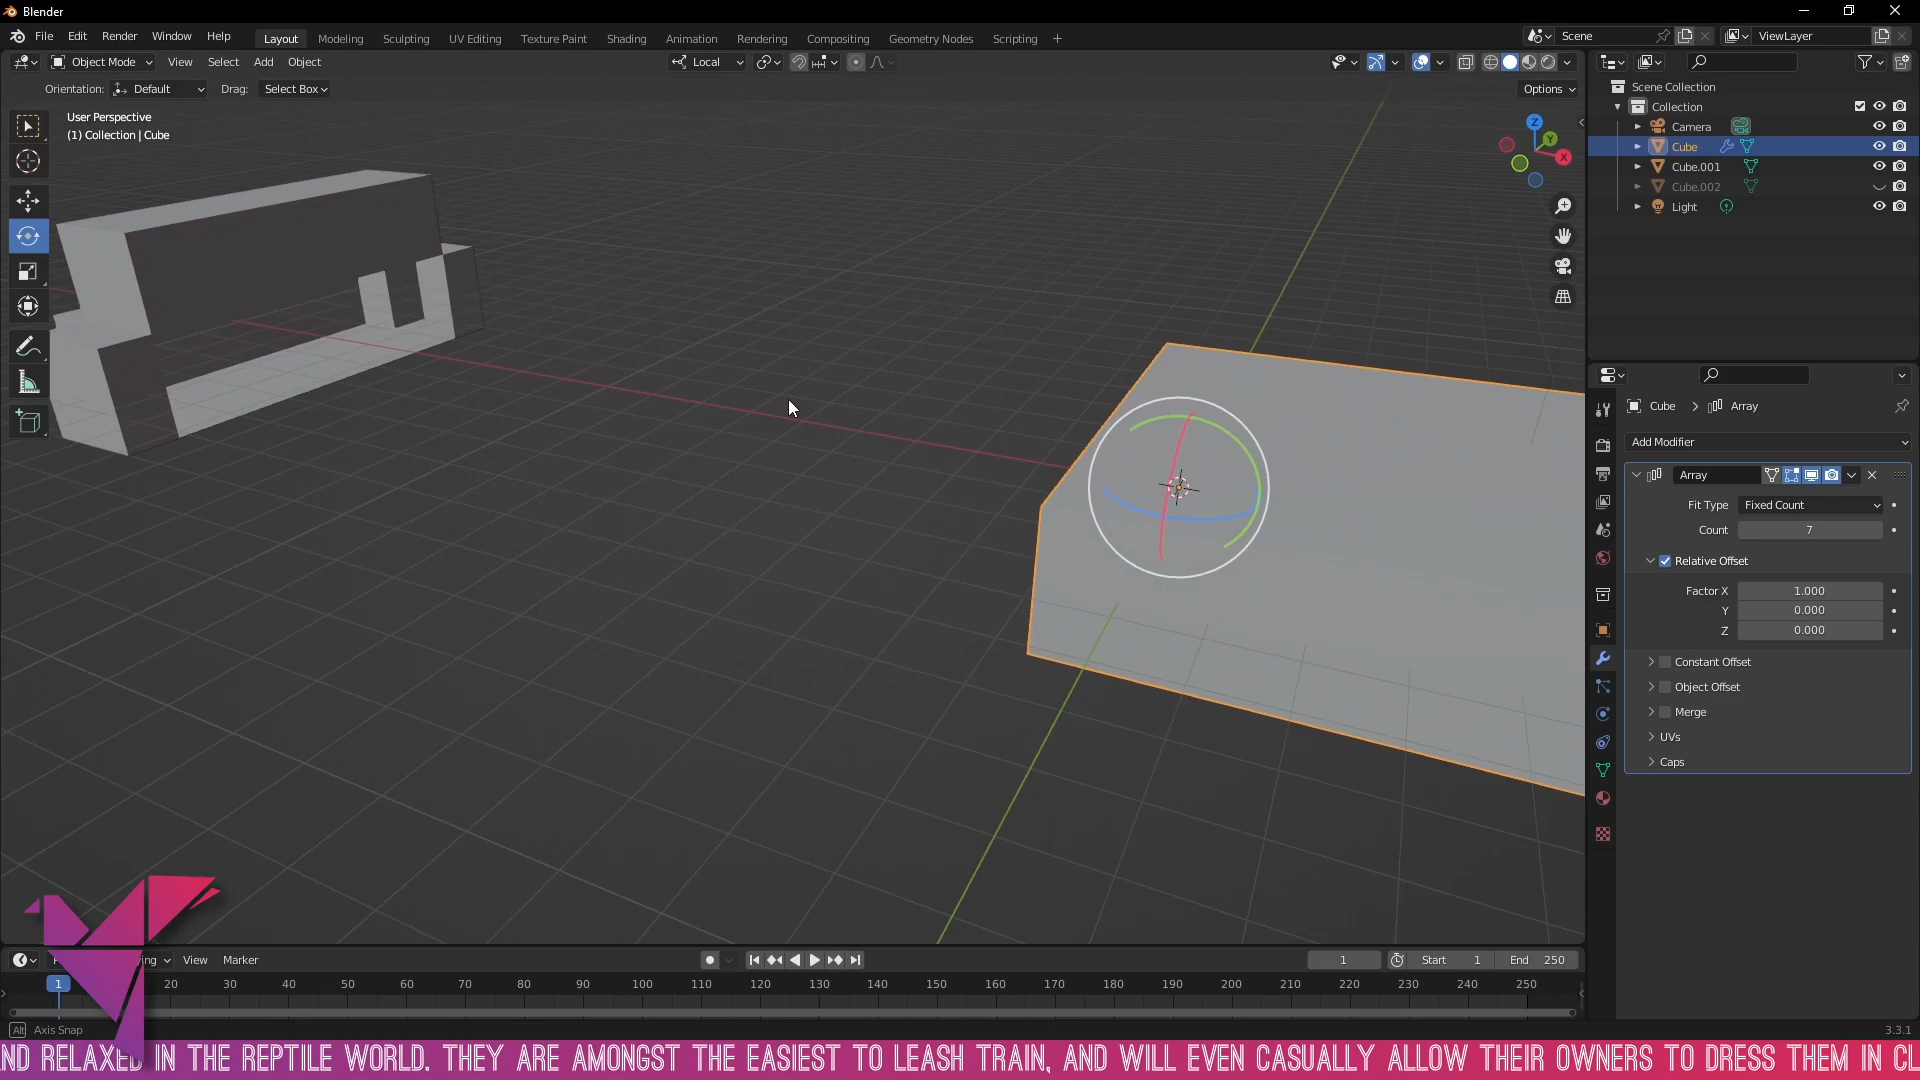 Blender
File Edit Render Window Help Layout Modeling Sculpting UV Editing Texture Paint Shading Animation Rendering Compositing Geometry Nodes Scripting + Scene ViewLayer
Object Mode View Select Add Object Local
Orientation: Default Drag: Select Box Options
User Perspective
(1) Collection | Cube
Z
Y
X
Scene Collection
Collection
Camera
Cube
Cube.001
Cube.002
Light
Cube > Array
Add Modifier
Array
Fit Type Fixed Count
Count 7
Relative Offset
Factor X 1.000
Y 0.000
Z 0.000
Constant Offset
Object Offset
Merge
UVs
Caps
View Marker 1 Start 1 End 250
1 20 30 40 50 60 70 80 90 100 110 120 130 140 150 160 170 180 190 200 210 220 230 240 250
Alt Axis Snap 3.3.1
ND RELAXED IN THE REPTILE WORLD. THEY ARE AMONGST THE EASIEST TO LEASH TRAIN, AND WILL EVEN CASUALLY ALLOW THEIR OWNERS TO DRESS THEM IN CL